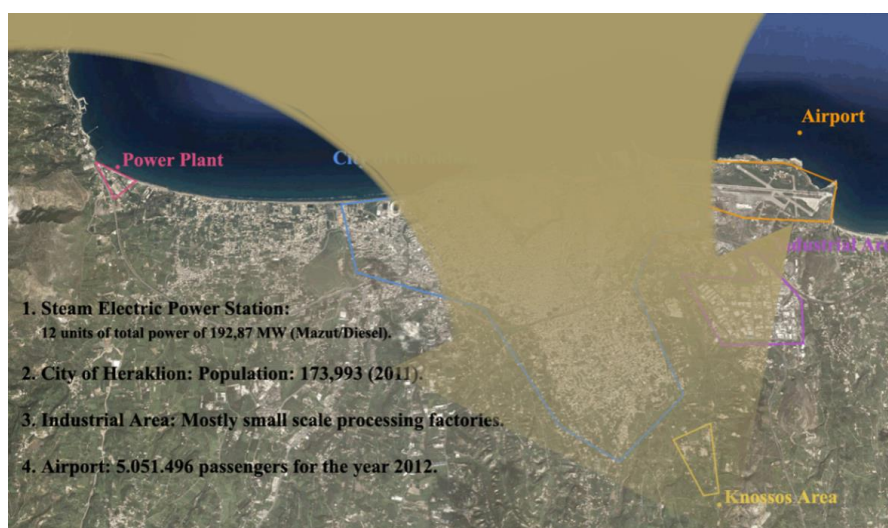 Airport
Power Plant
1. Steam Electric Power Station:
12 units of total power of 192,87 MW (Mazut/Diesel).
2. City of Heraklion: Population: 173,993 (2011).
3. Industrial Area: Mostly small scale processing factories.
4. Airport: 5.051.496 passengers for the year 2012.
Knossos Area